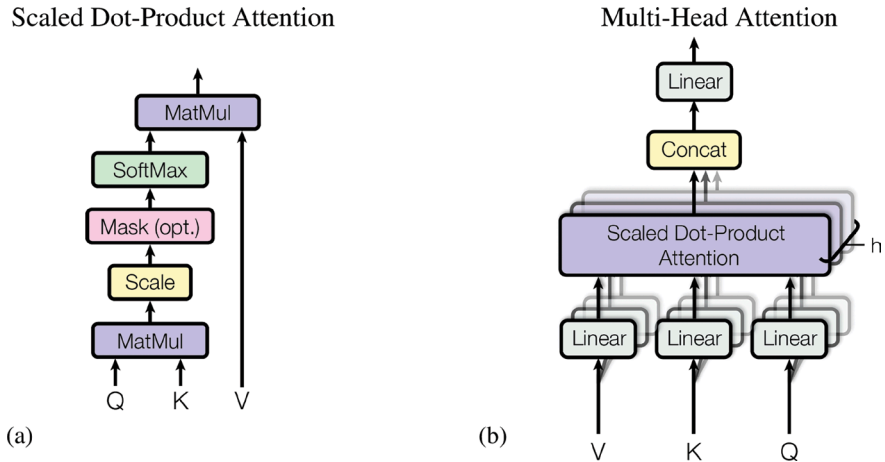 Scaled Dot-Product Attention
MatMul
SoftMax
Mask (opt.)
Scale
MatMul
Q K V
(a)
Multi-Head Attention
Linear
Concat
Scaled Dot-Product
Attention
h
Linear Linear Linear
V K Q
(b)